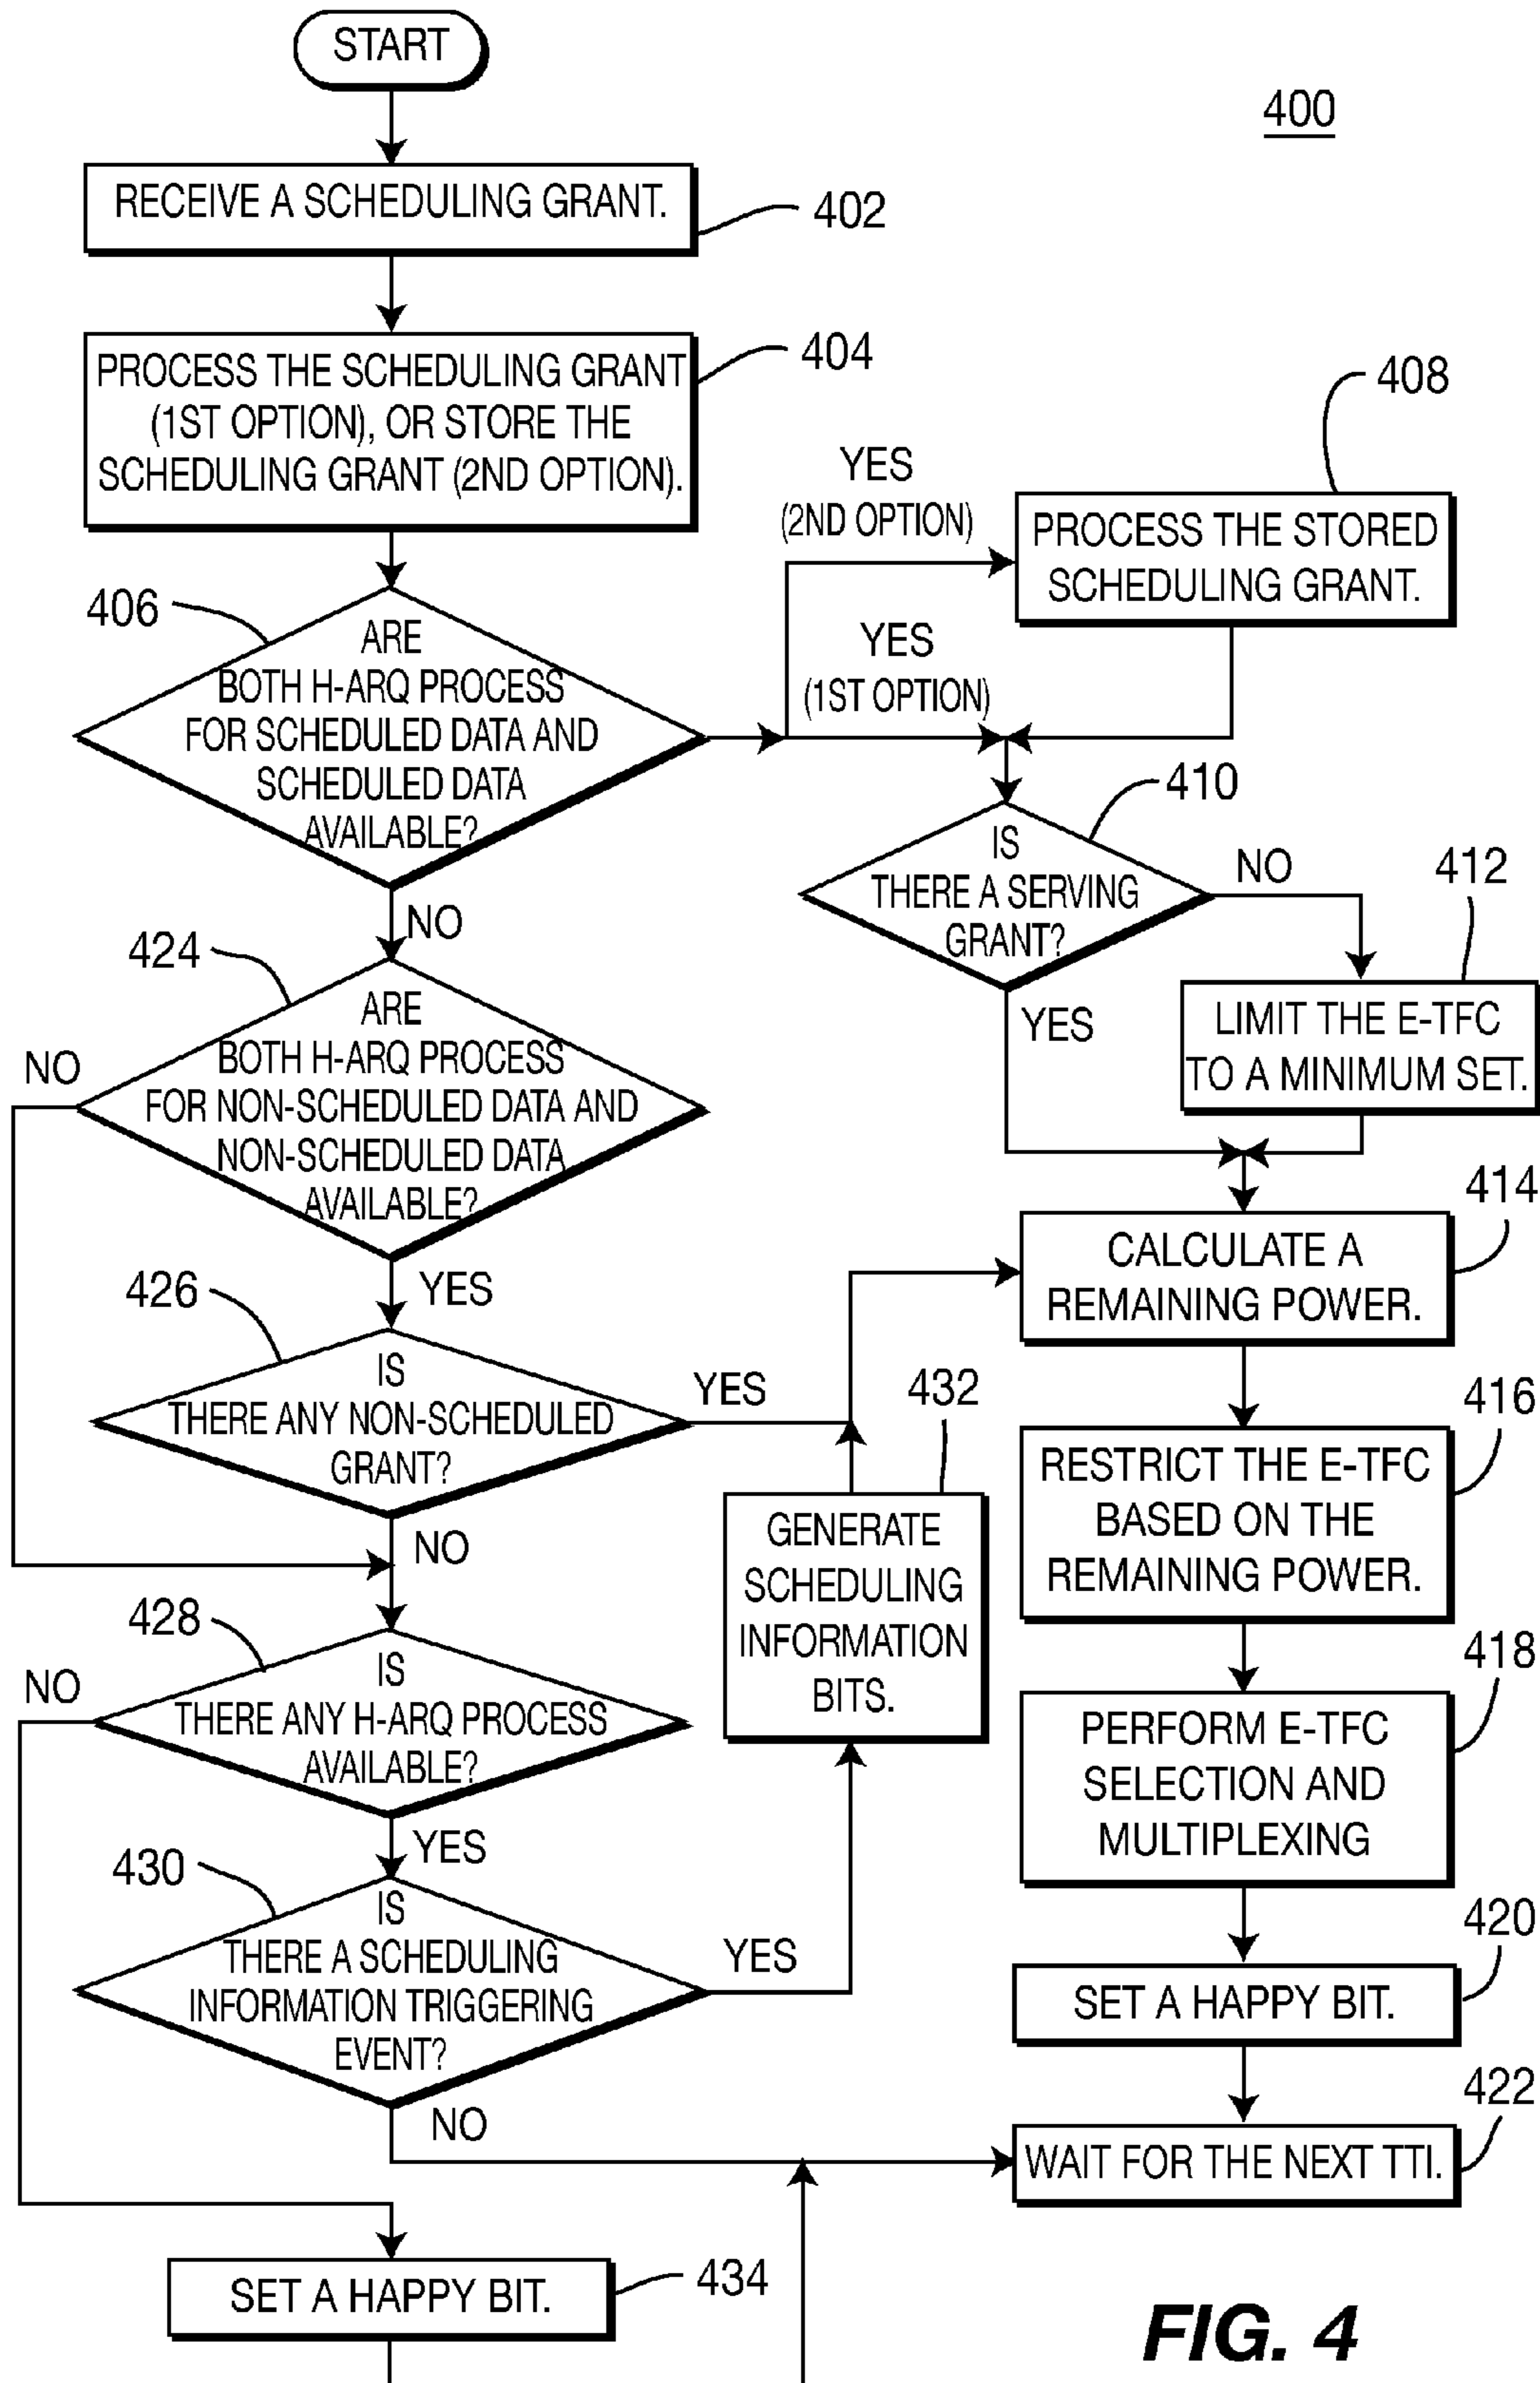 START
400
RECEIVE A SCHEDULING GRANT.
402
PROCESS THE SCHEDULING GRANT
(1ST OPTION), OR STORE THE
SCHEDULING GRANT (2ND OPTION).
404
408
YES
(2ND OPTION)
PROCESS THE STORED
SCHEDULING GRANT.
406
ARE
BOTH H-ARQ PROCESS
FOR SCHEDULED DATA AND
SCHEDULED DATA
AVAILABLE?
YES
(1ST OPTION)
410
IS
THERE A SERVING
GRANT?
NO
412
YES
LIMIT THE E-TFC
TO A MINIMUM SET.
NO
424
ARE
BOTH H-ARQ PROCESS
FOR NON-SCHEDULED DATA AND
NON-SCHEDULED DATA
AVAILABLE?
NO
YES
414
CALCULATE A
REMAINING POWER.
426
IS
THERE ANY NON-SCHEDULED
GRANT?
YES
432
416
RESTRICT THE E-TFC
BASED ON THE
REMAINING POWER.
NO
GENERATE
SCHEDULING
INFORMATION
BITS.
428
IS
THERE ANY H-ARQ PROCESS
AVAILABLE?
NO
YES
418
PERFORM E-TFC
SELECTION AND
MULTIPLEXING
430
IS
THERE A SCHEDULING
INFORMATION TRIGGERING
EVENT?
YES
NO
420
SET A HAPPY BIT.
422
WAIT FOR THE NEXT TTI.
SET A HAPPY BIT.
434
FIG. 4